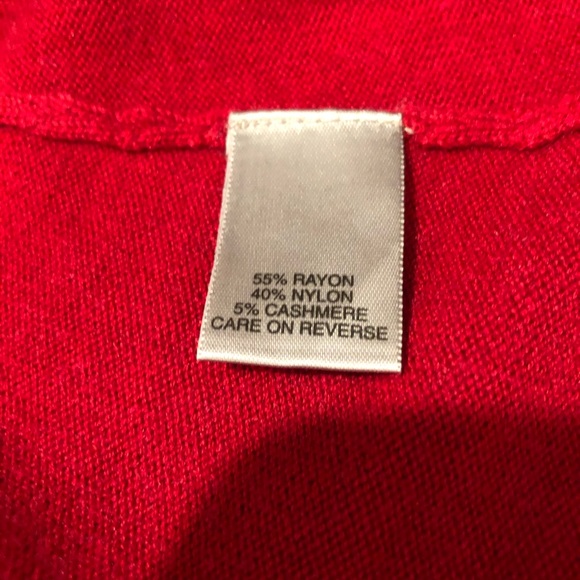 55% RAYON
40% NYLON
5% CASHMERE
CARE ON REVERSE